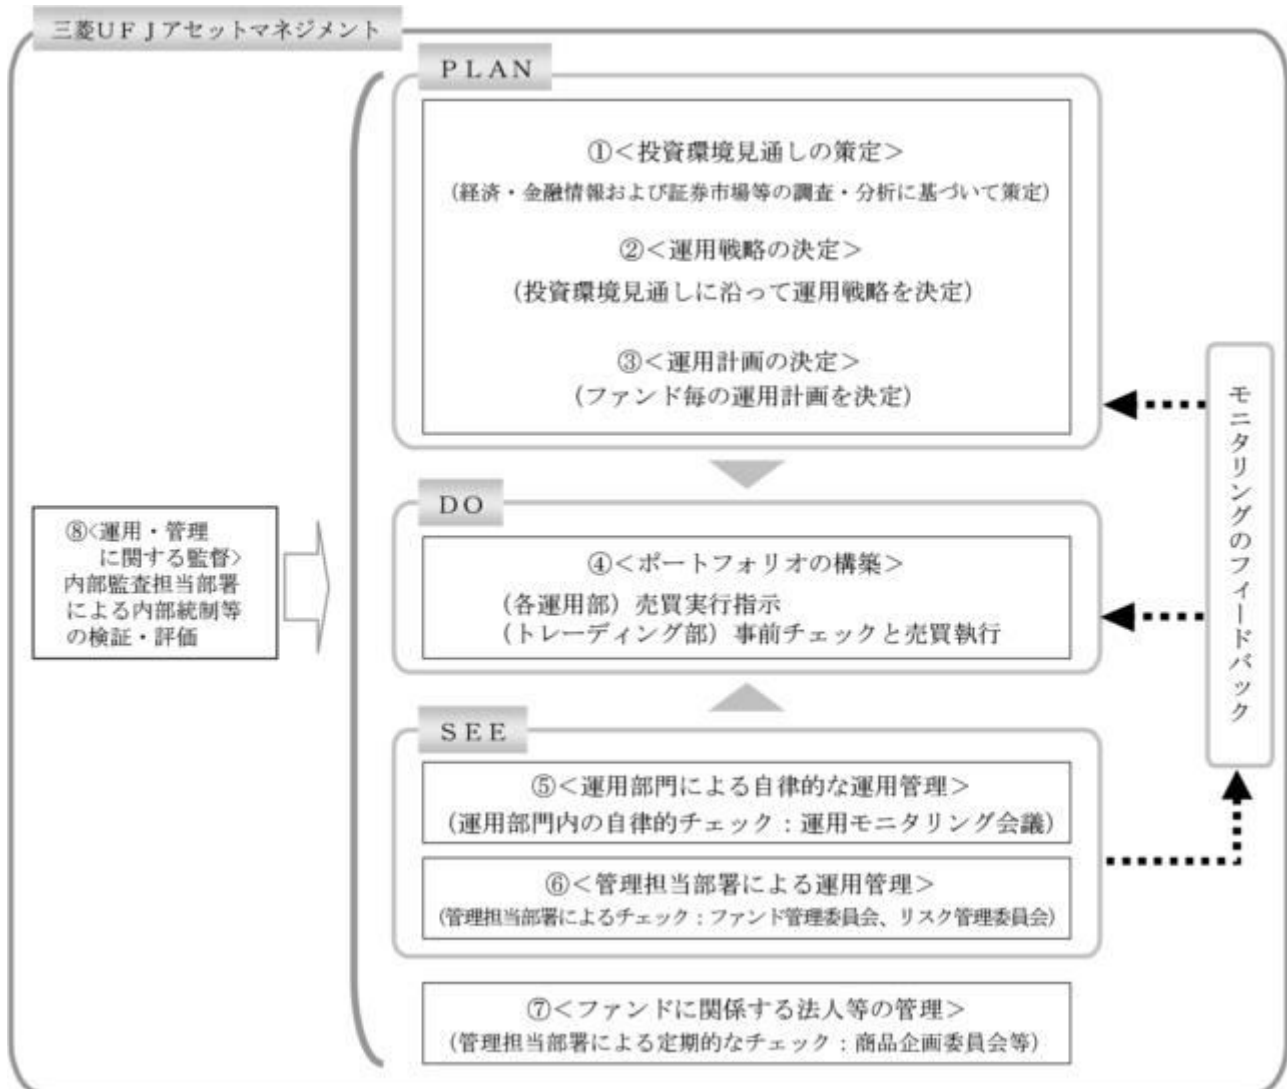 三菱UFJアセットマネジメント
PLAN
①<投資環境見通しの策定>
(経済・金融情報および証券市場等の調査・分析に基づいて策定)
②<運用戦略の決定>
(投資環境見通しに沿って運用戦略を決定)
③<運用計画の決定>
(ファンド毎の運用計画を決定)
DO
④<ポートフォリオの構築>
(各運用部)売買実行指示
(トレーディング部)事前チェックと売買執行
SEE
⑤<運用部門による自律的な運用管理>
(運用部門内の自律的チェック:運用モニタリング会議)
⑥<管理担当部署による運用管理>
(管理担当部署によるチェック:ファンド管理委員会、リスク管理委員会)
⑦<ファンドに関係する法人等の管理>
(管理担当部署による定期的なチェック:商品企画委員会等)
⑧<運用・管理
に関する監督>
内部監査担当部署
による内部統制等
の検証・評価
モニタリングのフィードバック